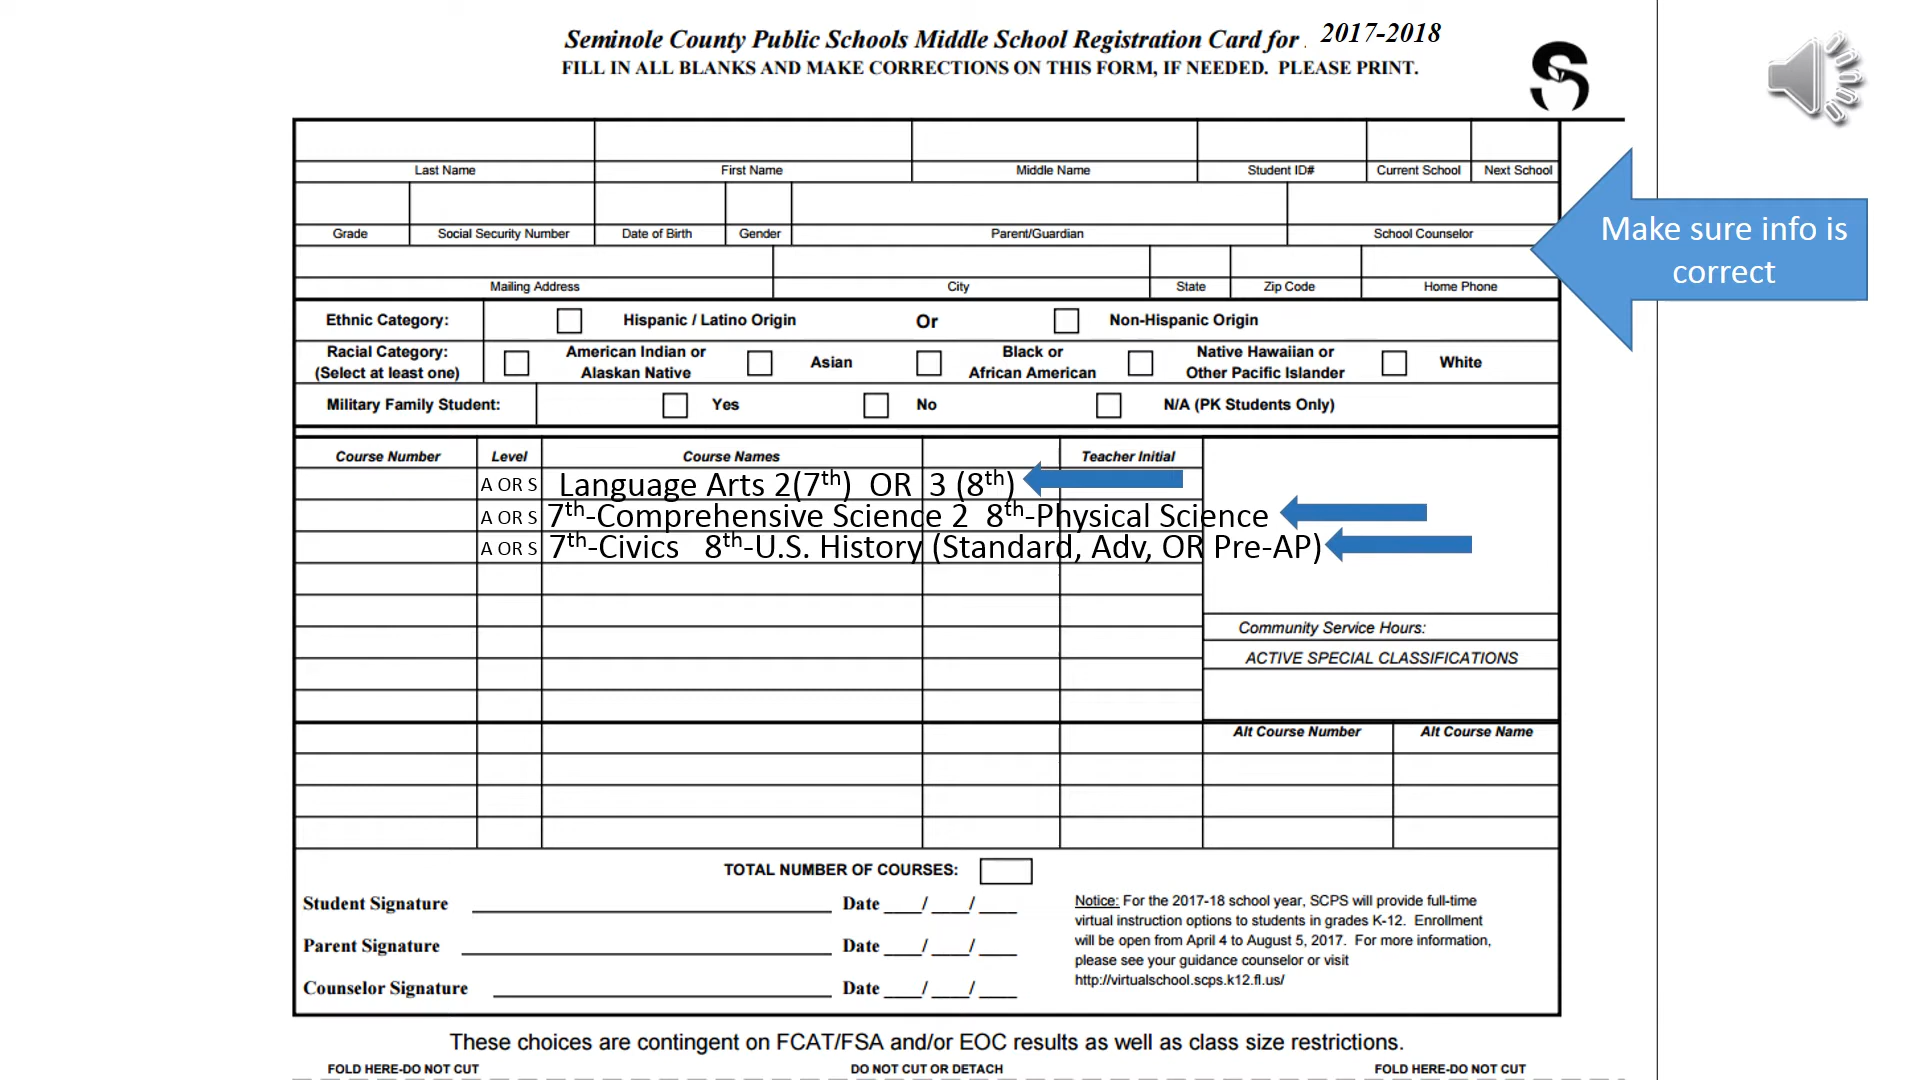 Seminole County Public Schools Middle School Registration Card for 2017-2018
FILL IN ALL BLANKS AND MAKE CORRECTIONS ON THIS FORM, IF NEEDED. PLEASE PRINT.
Last Name First Name Middle Name Student ID# Current School Next School
Make sure info is
correct
Grade Social Security Number Date of Birth Gender Parent/Guardian School Counselor
Mailing Address City State Zip Code Home Phone
Ethnic Category: Hispanic / Latino Origin Or Non-Hispanic Origin
Racial Category: American Indian or Black or Native Hawaiian or
(Select at least one) Alaskan Native Asian African American Other Pacific Islander White
Military Family Student: Yes No N/A (PK Students Only)
Course Number Level Course Names Teacher Initial
A OR S Language Arts 2(7th) OR 3 (8th)
A OR S 7th-Comprehensive Science 2 8th-Physical Science
A OR S 7th-Civics 8th-U.S. History (Standard, Adv, OR Pre-AP)
Community Service Hours:
ACTIVE SPECIAL CLASSIFICATIONS
Alt Course Number Alt Course Name
TOTAL NUMBER OF COURSES:
Student Signature Date ____/ ____/ ____
Parent Signature Date ____/ ____/ ____
Counselor Signature Date ____/ ____/ ____
Notice: For the 2017-18 school year, SCPS will provide full-time
virtual instruction options to students in grades K-12. Enrollment
will be open from April 4 to August 5, 2017. For more information,
please see your guidance counselor or visit
http://virtualschool.scps.k12.fl.us/
These choices are contingent on FCAT/FSA and/or EOC results as well as class size restrictions.
FOLD HERE-DO NOT CUT DO NOT CUT OR DETACH FOLD HERE-DO NOT CUT